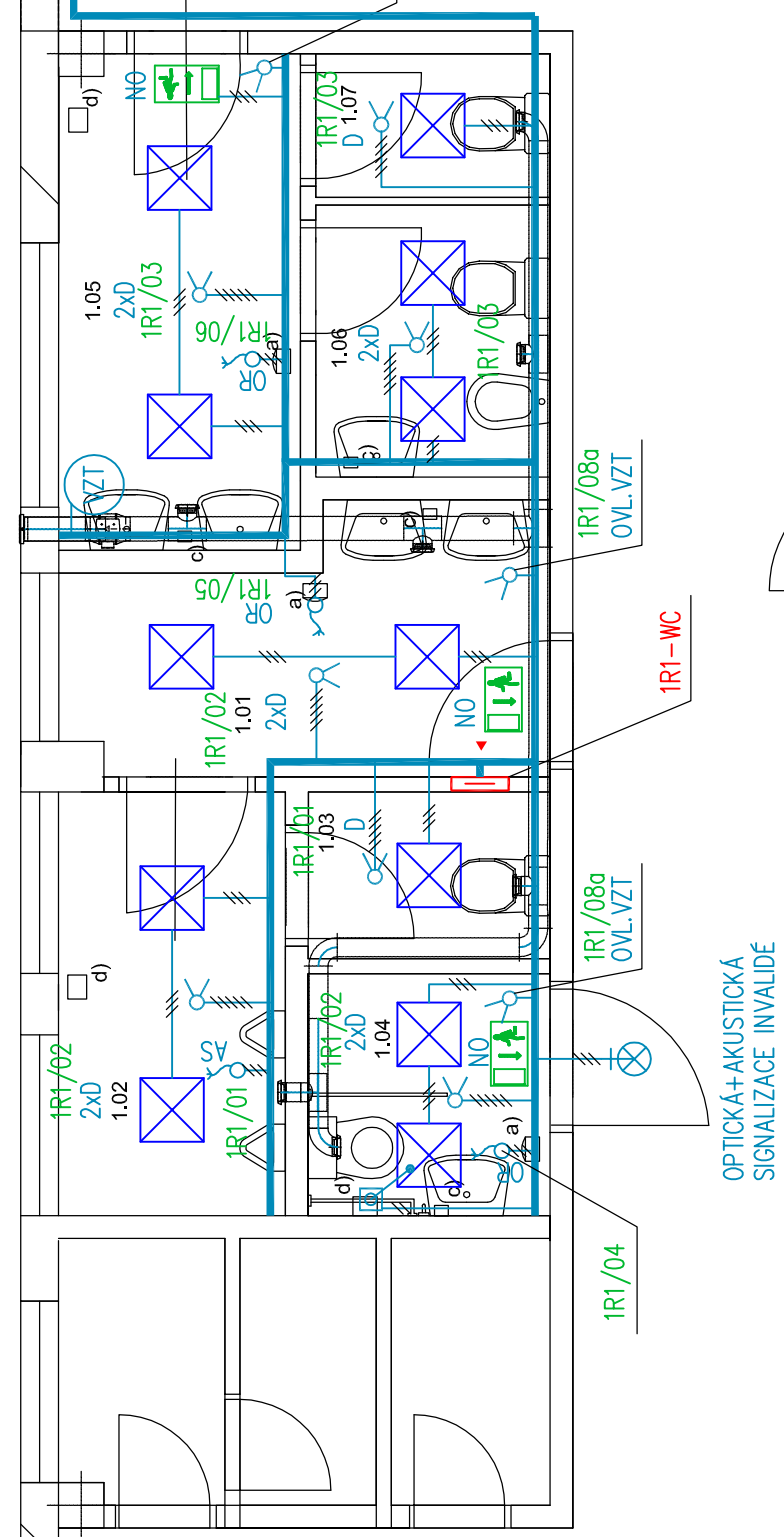 NO
d)
1R1/03
1.07
D
1.05
2xD
1R1/03
1R1/06
a)
OR
1.06
2xD
1R1/03
c)
VZT
c)
c)
1R1/08a
OVL.VZT
1R1/05
OR
a)
1R1/02
1.01
2xD
NO
1R1-WC
1R1/01
1.03
D
1R1/08a
OVL.VZT
d)
1R1/02
2xD
1.02
AS
1R1/01
1R1/02
2xD
1.04
NO
a)
OR
d)
c)
1R1/04
OPTICKÁ+AKUSTICKÁ
SIGNALIZACE INVALIDÉ